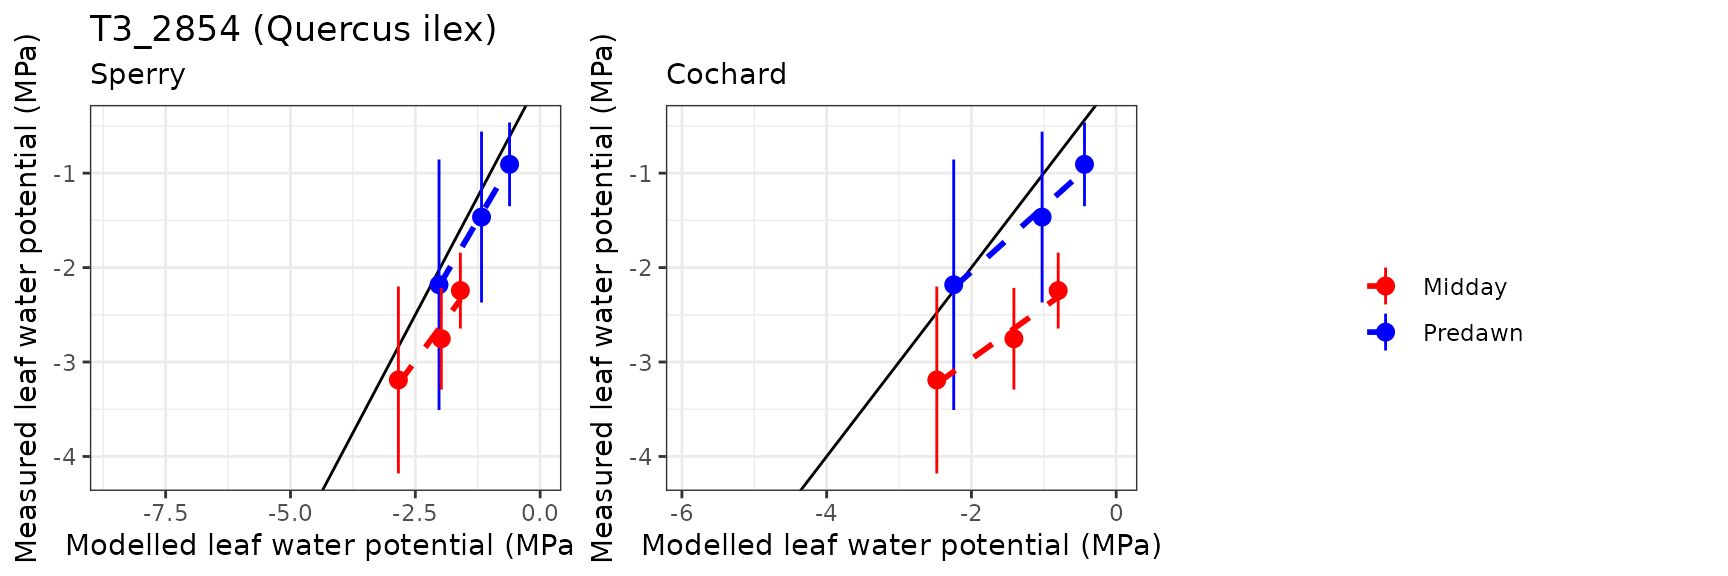 T3_2854 (Quercus ilex)
Sperry
Measured leaf water potential (MPa)
-1
-2
-3
-4
-7.5
-5.0
-2.5
0.0
Modelled leaf water potential (MPa
Cochard
Measured leaf water potential (MPa)
-1
-2
-3
-4
-6
-4
-2
0
Modelled leaf water potential (MPa)
Midday
Predawn